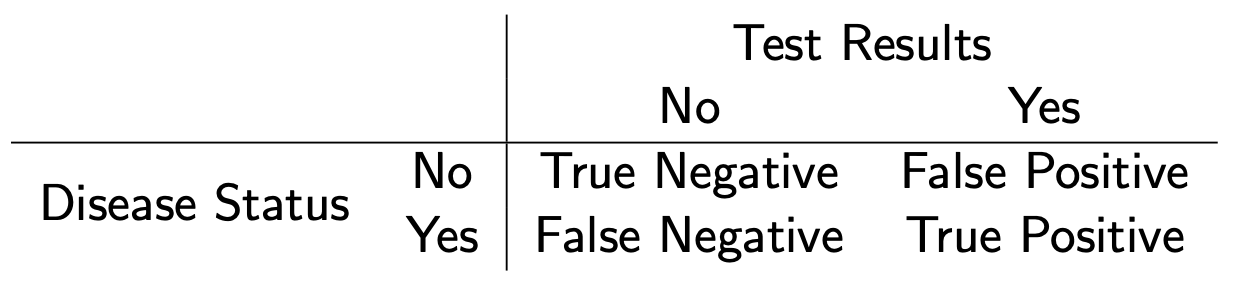 Test Results
No Yes
Disease Status No True Negative False Positive
Yes False Negative True Positive